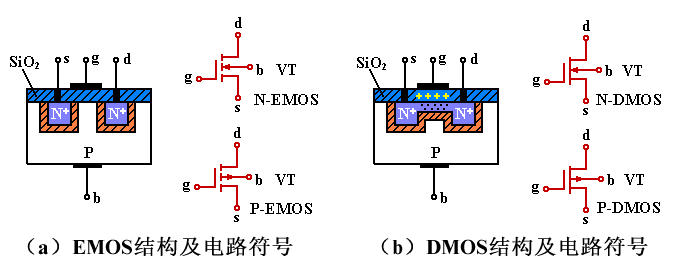 s g d
SiO₂
N⁺ N⁺
P
b
d
g b VT
s
N-EMOS
d
g b VT
s
P-EMOS
(a) EMOS结构及电路符号
s g d
SiO₂
++++
N⁺ N⁺
P
b
d
g b VT
s
N-DMOS
d
g b VT
s
P-DMOS
(b) DMOS结构及电路符号